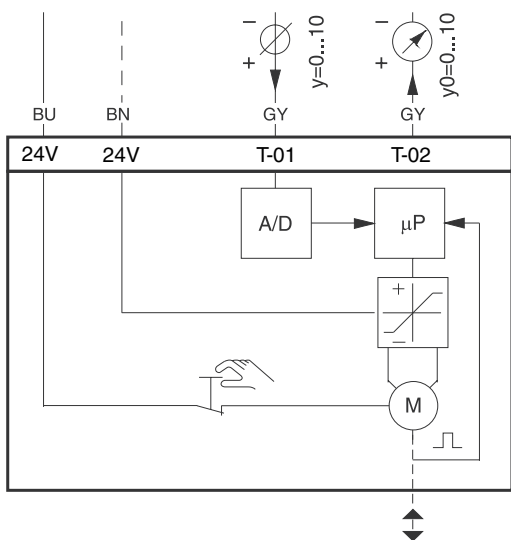 − −
+ y=0...10 + y0=0...10
BU BN GY GY
24V 24V T-01 T-02
A/D μP
+
−
M